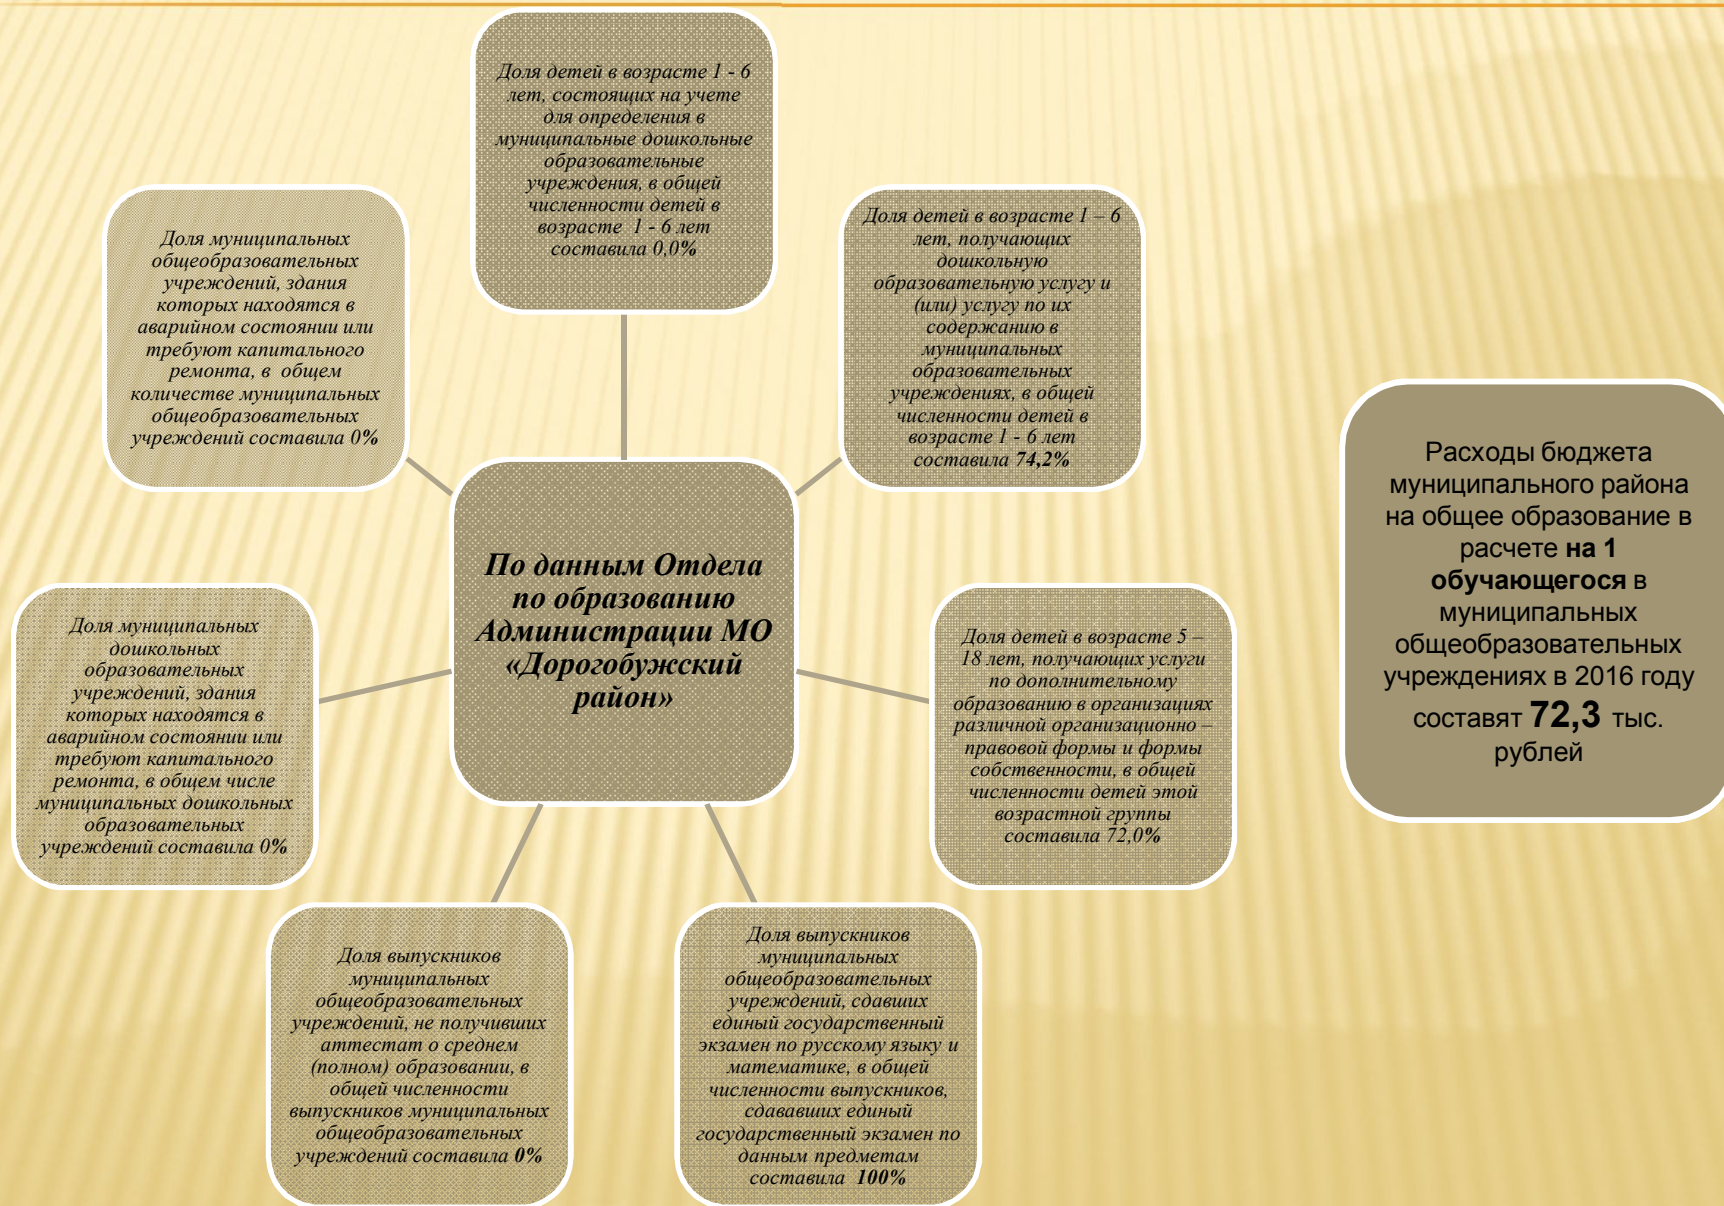 Доля детей в возрасте 1 - 6
лет, состоящих на учете
для определения в
муниципальные дошкольные
образовательные
учреждения, в общей
численности детей в
возрасте 1 - 6 лет
составила 0,0%
Доля детей в возрасте 1 – 6
лет, получающих
дошкольную
образовательную услугу и
(или) услугу по их
содержанию в
муниципальных
образовательных
учреждениях, в общей
численности детей в
возрасте 1 - 6 лет
составила 74,2%
Доля детей в возрасте 5 –
18 лет, получающих услуги
по дополнительному
образованию в организациях
различной организационно –
правовой формы и формы
собственности, в общей
численности детей этой
возрастной группы
составила 72,0%
Доля выпускников
муниципальных
общеобразовательных
учреждений, сдавших
единый государственный
экзамен по русскому языку и
математике, в общей
численности выпускников,
сдававших единый
государственный экзамен по
данным предметам
составила 100%
Доля выпускников
муниципальных
общеобразовательных
учреждений, не получивших
аттестат о среднем
(полном) образовании, в
общей численности
выпускников муниципальных
общеобразовательных
учреждений составила 0%
Доля муниципальных
дошкольных
образовательных
учреждений, здания
которых находятся в
аварийном состоянии или
требуют капитального
ремонта, в общем числе
муниципальных дошкольных
образовательных
учреждений составила 0%
Доля муниципальных
общеобразовательных
учреждений, здания
которых находятся в
аварийном состоянии или
требуют капитального
ремонта, в общем
количестве муниципальных
общеобразовательных
учреждений составила 0%
По данным Отдела
по образованию
Администрации МО
«Дорогобужский
район»
Расходы бюджета
муниципального района
на общее образование в
расчете на 1
обучающегося в
муниципальных
общеобразовательных
учреждениях в 2016 году
составят 72,3 тыс.
рублей